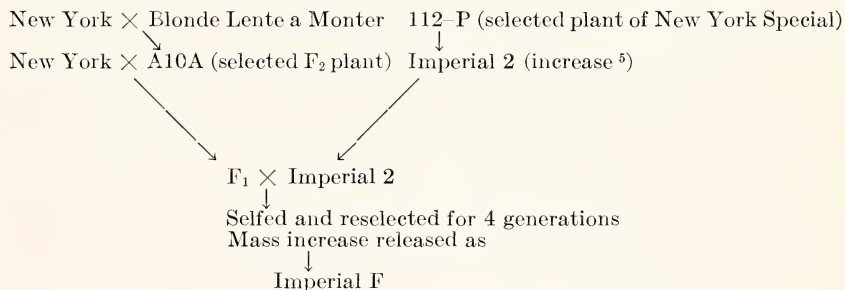 New York × Blonde Lente a Monter 112–P (selected plant of New York Special)
New York × A10A (selected F₂ plant) Imperial 2 (increase ⁵)
F₁ × Imperial 2
Selfed and reselected for 4 generations
Mass increase released as
Imperial F